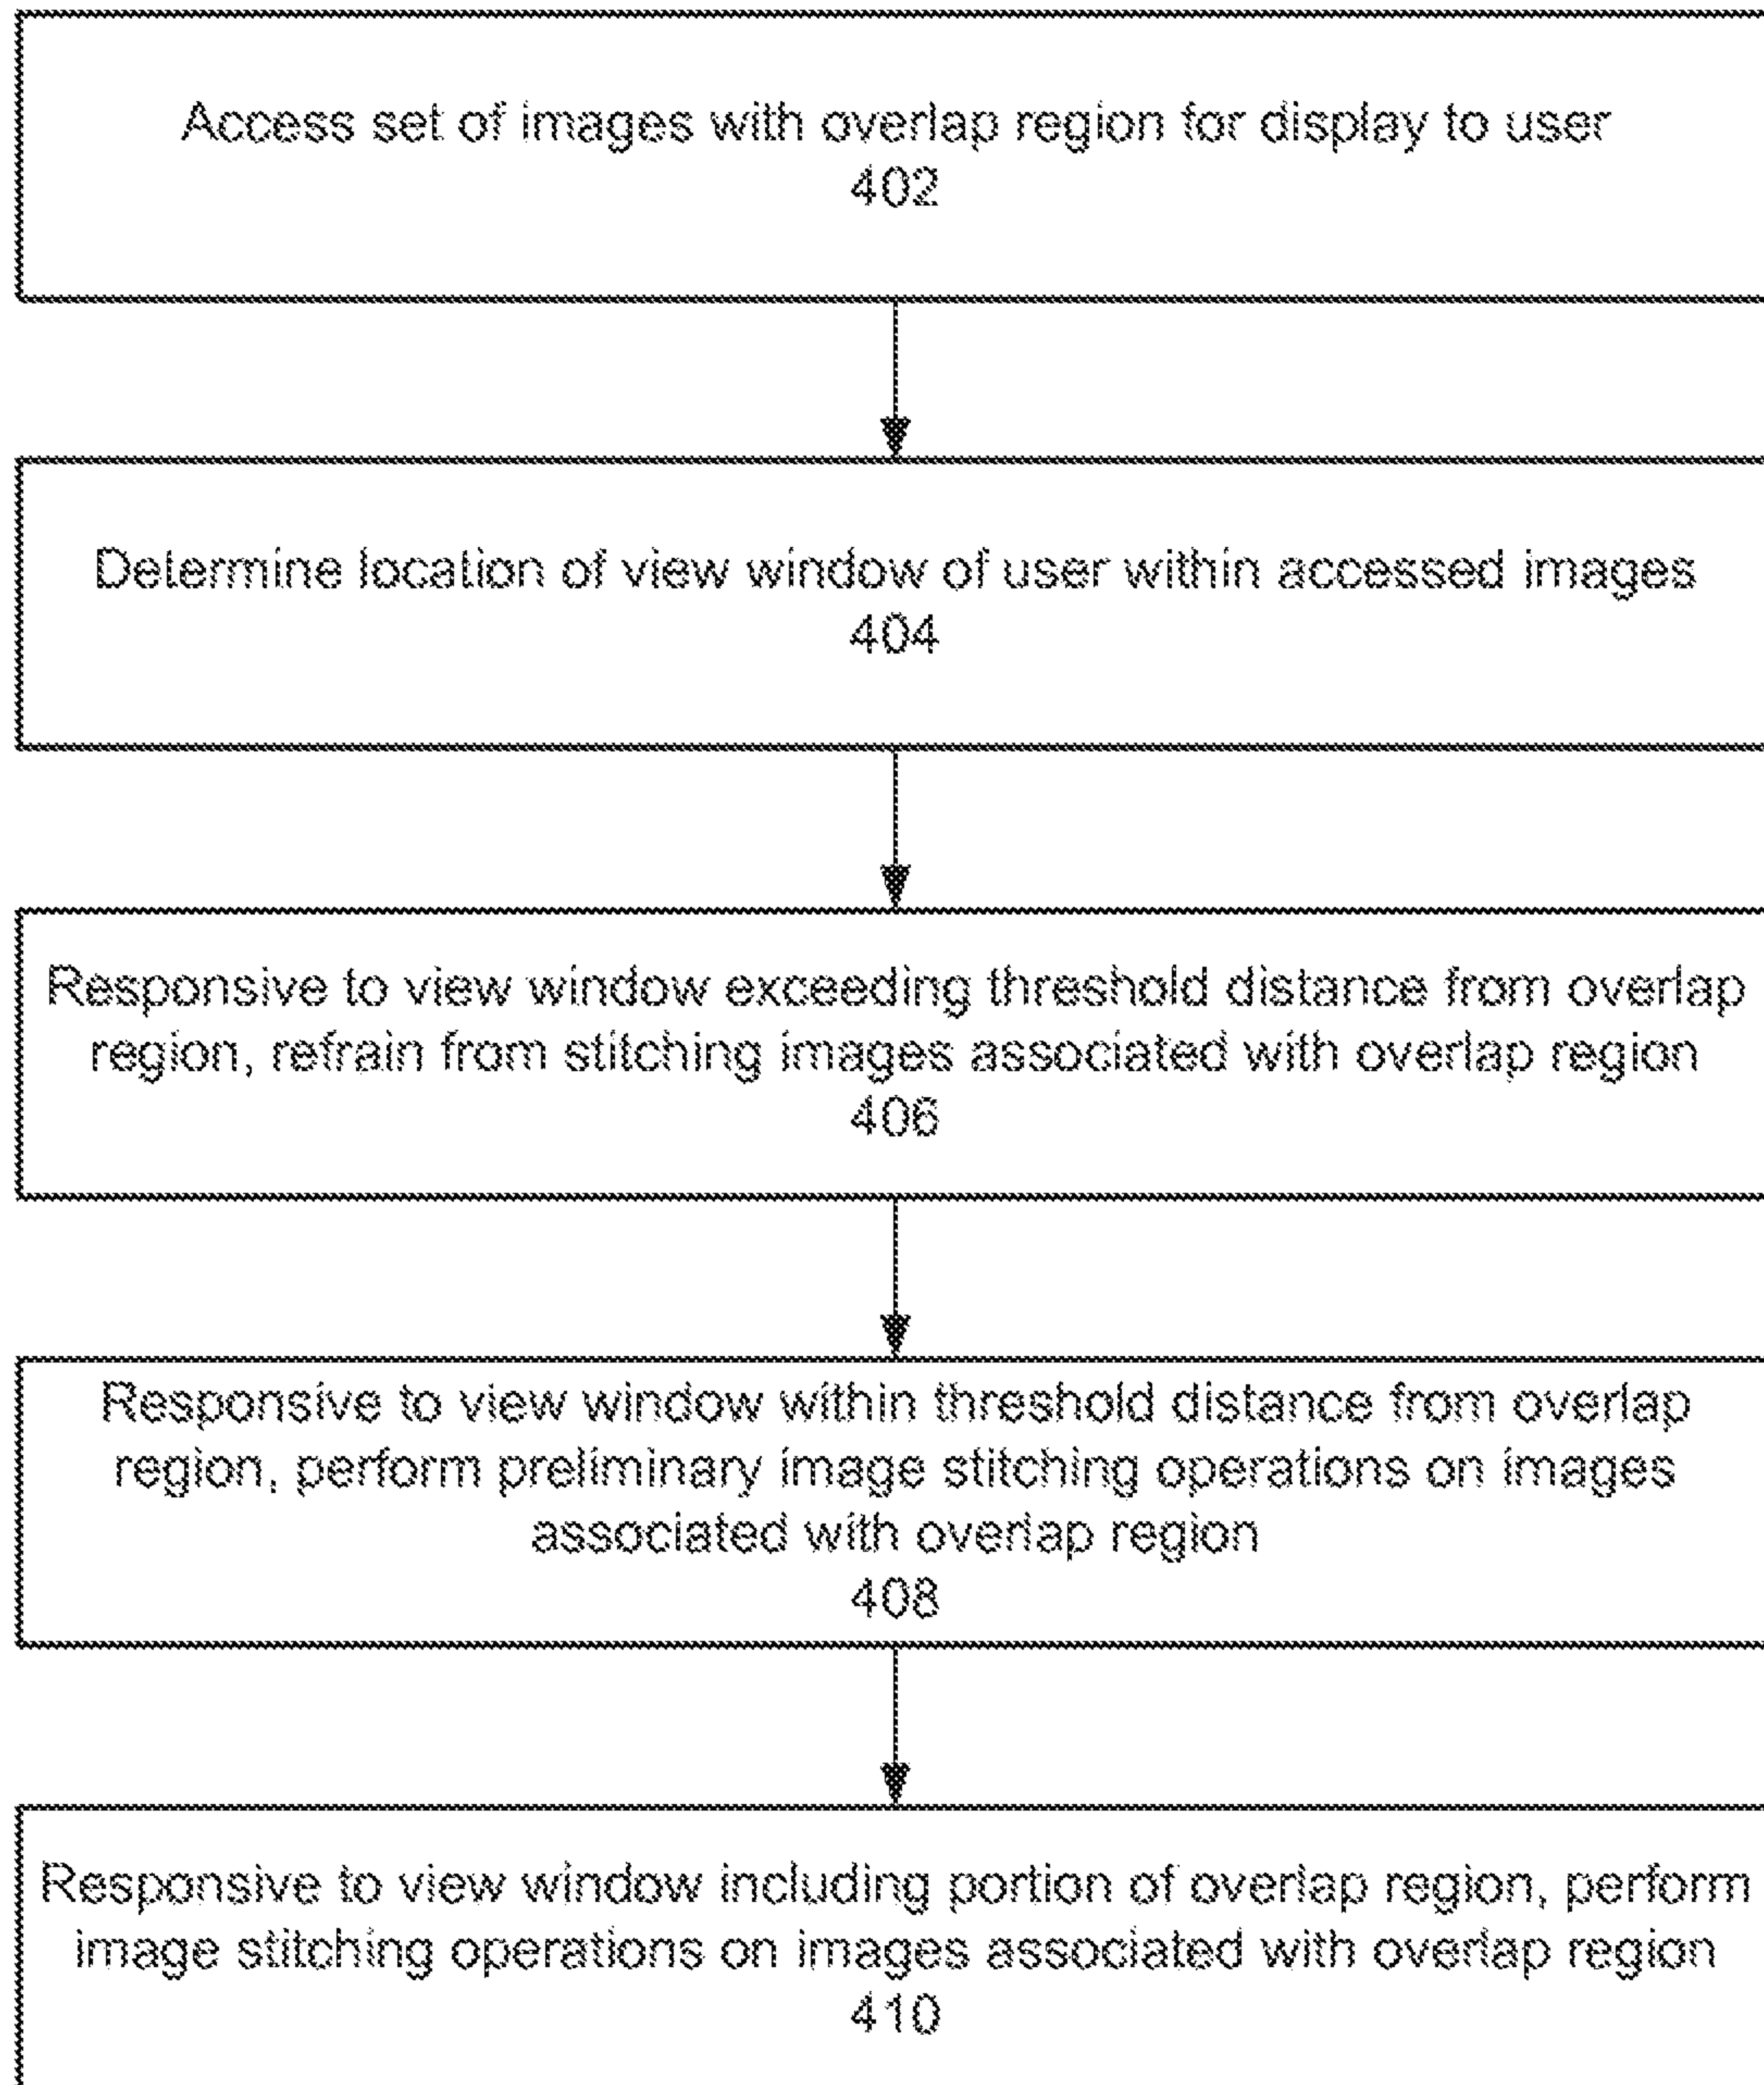 Access set of images with overlap region for display to user
402
Determine location of view window of user within accessed images
404
Responsive to view window exceeding threshold distance from overlap
region, refrain from stitching images associated with overlap region
406
Responsive to view window within threshold distance from overlap
region, perform preliminary image stitching operations on images
associated with overlap region
408
Responsive to view window including portion of overlap region, perform
image stitching operations on images associated with overlap region
410